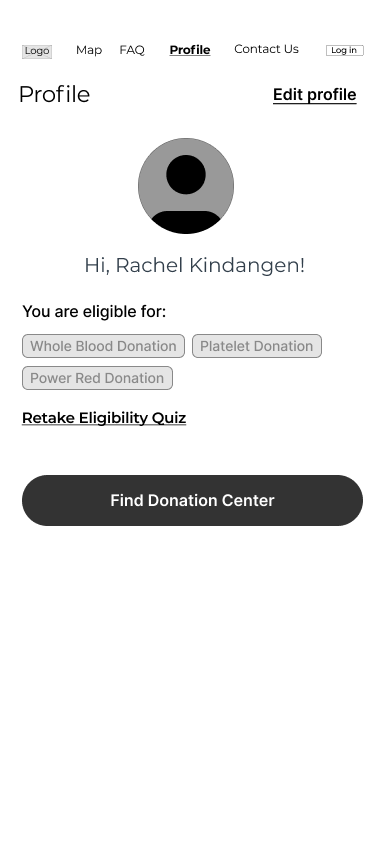 Logo Map FAQ Profile Contact Us Log in
Profile Edit profile
Hi, Rachel Kindangen!
You are eligible for:
Whole Blood Donation Platelet Donation
Power Red Donation
Retake Eligibility Quiz
Find Donation Center